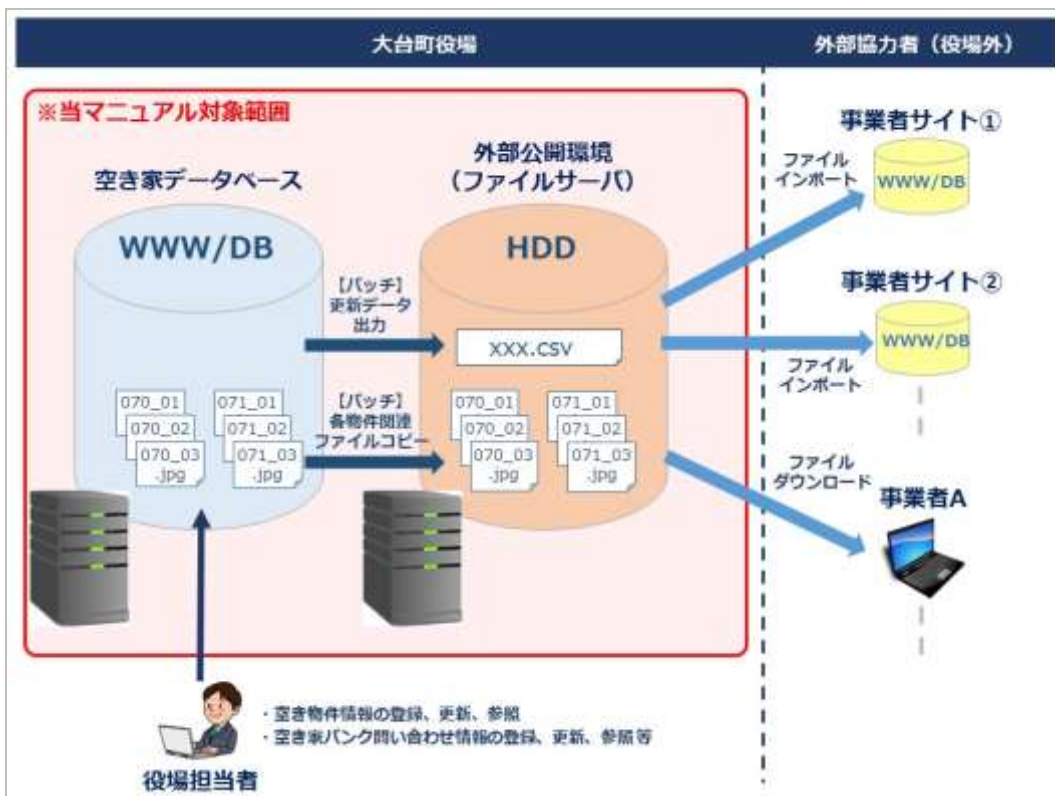 大台町役場
外部協力者（役場外）
※当マニュアル対象範囲
空き家データベース
WWW/DB
070_01
070_02
070_03
.jpg
071_01
071_02
071_03
.jpg
【バッチ】
更新データ
出力
【バッチ】
各物件関連
ファイルコピー
外部公開環境
（ファイルサーバ）
HDD
XXX.CSV
070_01
070_02
070_03
.jpg
071_01
071_02
071_03
.jpg
事業者サイト①
ファイル
インポート
WWW/DB
事業者サイト②
WWW/DB
ファイル
インポート
ファイル
ダウンロード
事業者A
・空き物件情報の登録、更新、参照
・空き家バンク問い合わせ情報の登録、更新、参照等
役場担当者